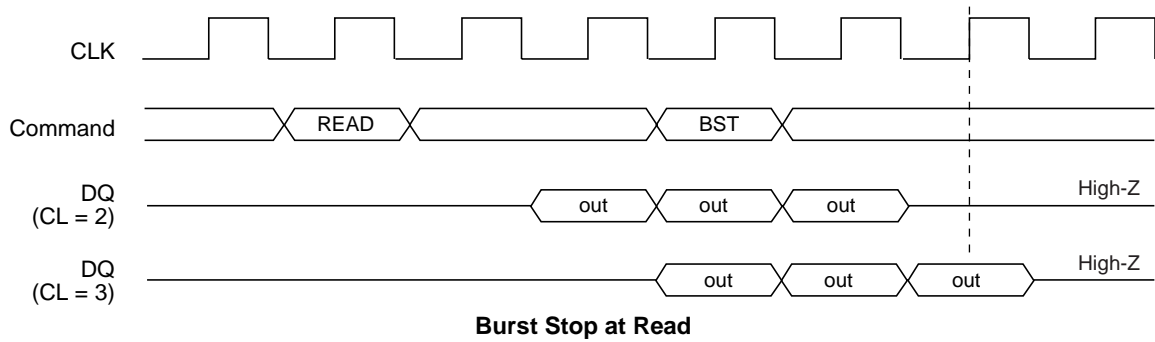 CLK
Command
READ
BST
DQ
(CL = 2)
out
out
out
High-Z
DQ
(CL = 3)
out
out
out
High-Z
Burst Stop at Read